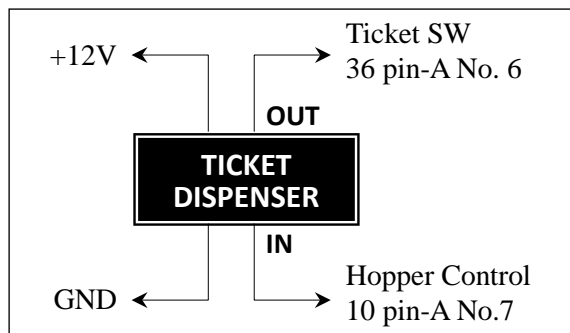 +12V
Ticket SW
36 pin-A No. 6
OUT
TICKET
DISPENSER
IN
GND
Hopper Control
10 pin-A No.7